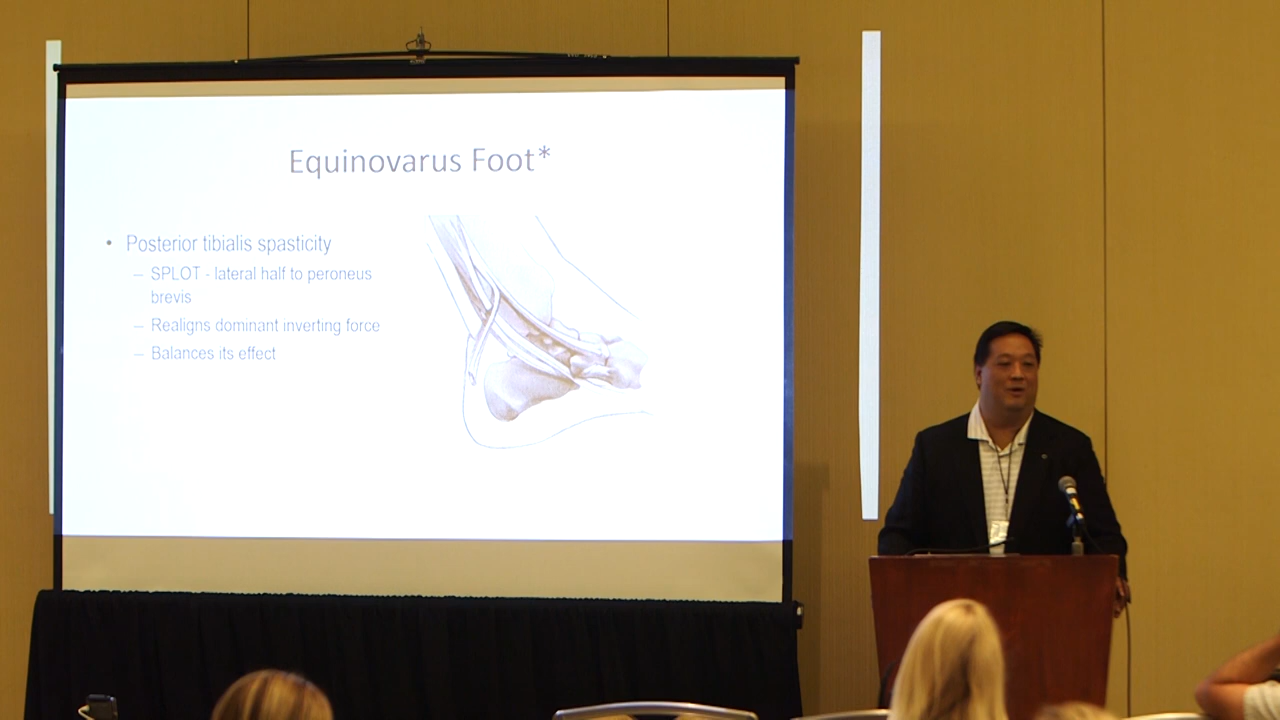 Equinovarus Foot*
• Posterior tibialis spasticity
– SPLOT - lateral half to peroneus
brevis
– Realigns dominant inverting force
– Balances its effect